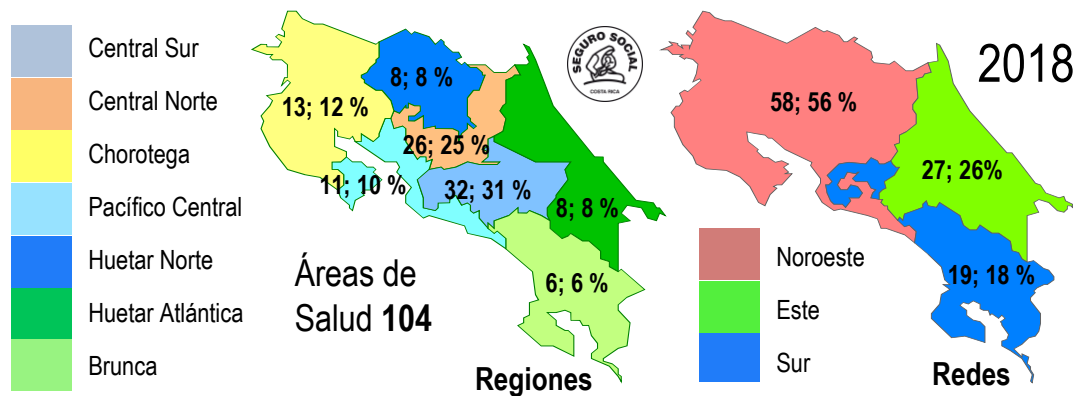 Central Sur
Central Norte
Chorotega
Pacífico Central
Huetar Norte
Huetar Atlántica
Brunca
8; 8 %
13; 12 %
26; 25 %
11; 10 %
32; 31 %
8; 8 %
6; 6 %
Áreas de
Salud 104
Regiones
SEGURO SOCIAL
COSTA RICA
2018
58; 56 %
27; 26%
19; 18 %
Noroeste
Este
Sur
Redes